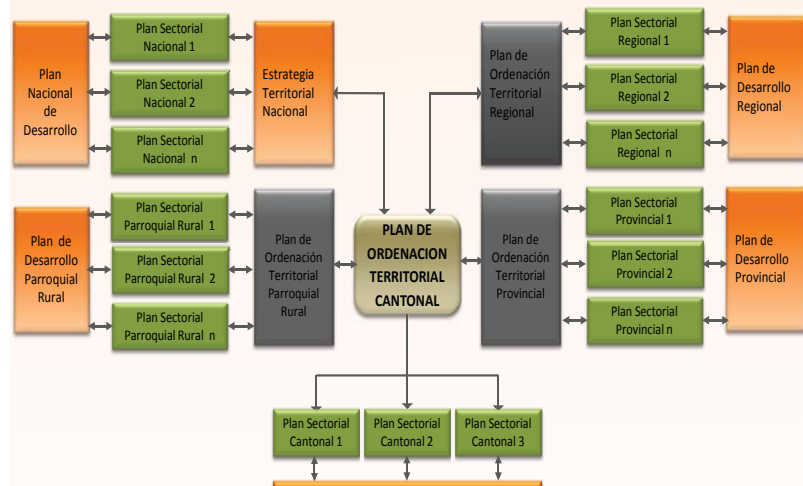 Plan
Nacional
de
Desarrollo
Plan Sectorial
Nacional 1
Plan Sectorial
Nacional 2
Plan Sectorial
Nacional n
Estrategia
Territorial
Nacional
Plan de
Ordenación
Territorial
Regional
Plan Sectorial
Regional 1
Plan Sectorial
Regional 2
Plan Sectorial
Regional n
Plan de
Desarrollo
Regional
Plan de
Desarrollo
Parroquial
Rural
Plan Sectorial
Parroquial Rural 1
Plan Sectorial
Parroquial Rural 2
Plan Sectorial
Parroquial Rural n
Plan de
Ordenación
Territorial
Parroquial
Rural
PLAN DE
ORDENACION
TERRITORIAL
CANTONAL
Plan de
Ordenación
Territorial
Provincial
Plan Sectorial
Provincial 1
Plan Sectorial
Provincial 2
Plan Sectorial
Provincial n
Plan de
Desarrollo
Provincial
Plan Sectorial
Cantonal 1
Plan Sectorial
Cantonal 2
Plan Sectorial
Cantonal 3